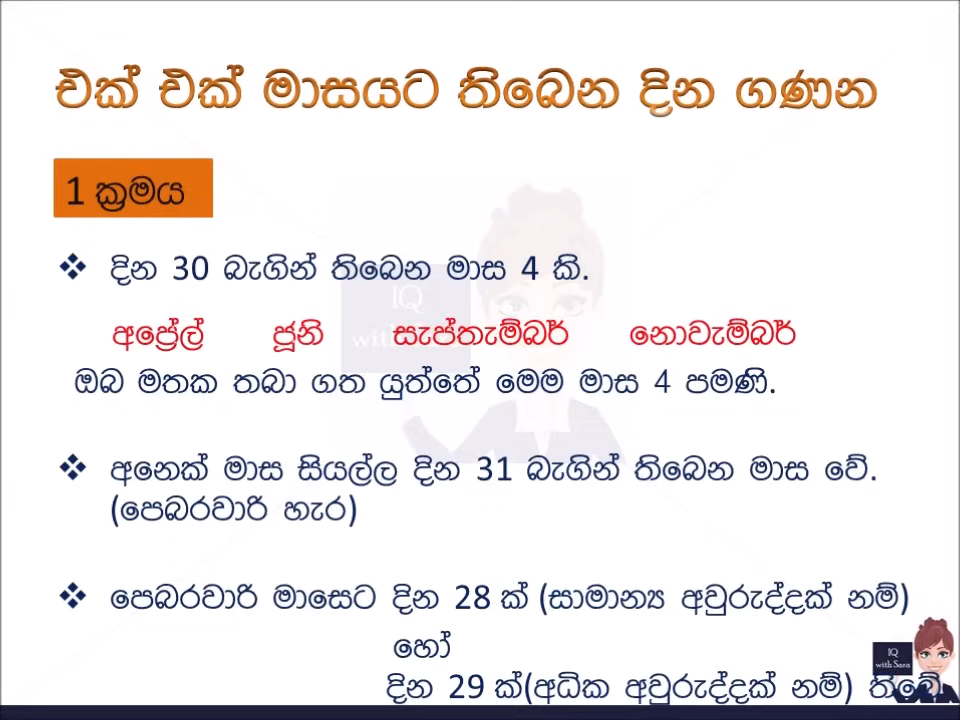 එක් එක් මාසයට තිබෙන දින ගණන
1 ක්‍රමය
❖ දින 30 බැගින් තිබෙන මාස 4 කි.
අප්‍රේල් ජූනි සැප්තැම්බර් නොවැම්බර්
ඔබ මතක තබා ගත යුත්තේ මෙම මාස 4 පමණි.
❖ අනෙක් මාස සියල්ල දින 31 බැගින් තිබෙන මාස වේ.
(පෙබරවාරි හැර)
❖ පෙබරවාරි මාසෙට දින 28 ක් (සාමාන්‍ය අවුරුද්දක් නම්)
හෝ
දින 29 ක්(අධික අවුරුද්දක් නම්) තිබේ
IQ
with Sara